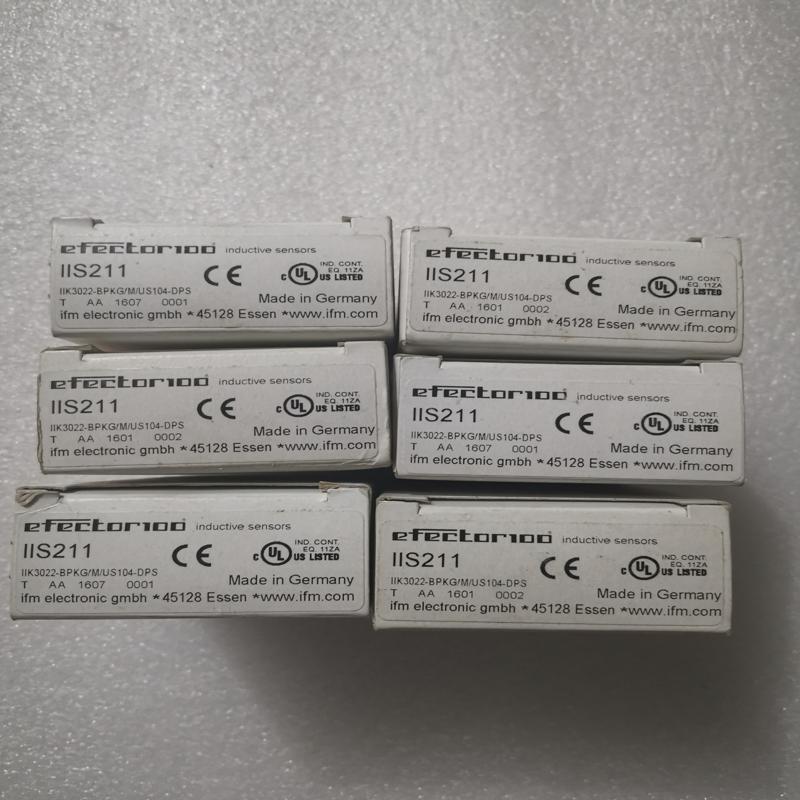 efector100 inductive sensors
IIS211 CE c UL US LISTED IND. CONT. EQ. 11ZA
IIK3022-BPKG/M/US104-DPS
T AA 1607 0001 Made in Germany
ifm electronic gmbh * 45128 Essen * www.ifm.com
efector100 inductive sensors
IIS211 CE c UL US LISTED IND. CONT. EQ. 11ZA
IIK3022-BPKG/M/US104-DPS
T AA 1601 0002 Made in Germany
ifm electronic gmbh * 45128 Essen * www.ifm.com
efector100 inductive sensors
IIS211 CE c UL US LISTED IND. CONT. EQ. 11ZA
IIK3022-BPKG/M/US104-DPS
T AA 1601 0002 Made in Germany
ifm electronic gmbh * 45128 Essen * www.ifm.com
efector100 inductive sensors
IIS211 CE c UL US LISTED IND. CONT. EQ. 11ZA
IIK3022-BPKG/M/US104-DPS
T AA 1607 0001 Made in Germany
ifm electronic gmbh * 45128 Essen * www.ifm.com
efector100 inductive sensors
IIS211 CE c UL US LISTED IND. CONT. EQ. 11ZA
IIK3022-BPKG/M/US104-DPS
T AA 1607 0001 Made in Germany
ifm electronic gmbh * 45128 Essen * www.ifm.com
efector100 inductive sensors
IIS211 CE c UL US LISTED IND. CONT. EQ. 11ZA
IIK3022-BPKG/M/US104-DPS
T AA 1601 0002 Made in Germany
ifm electronic gmbh * 45128 Essen * www.ifm.com